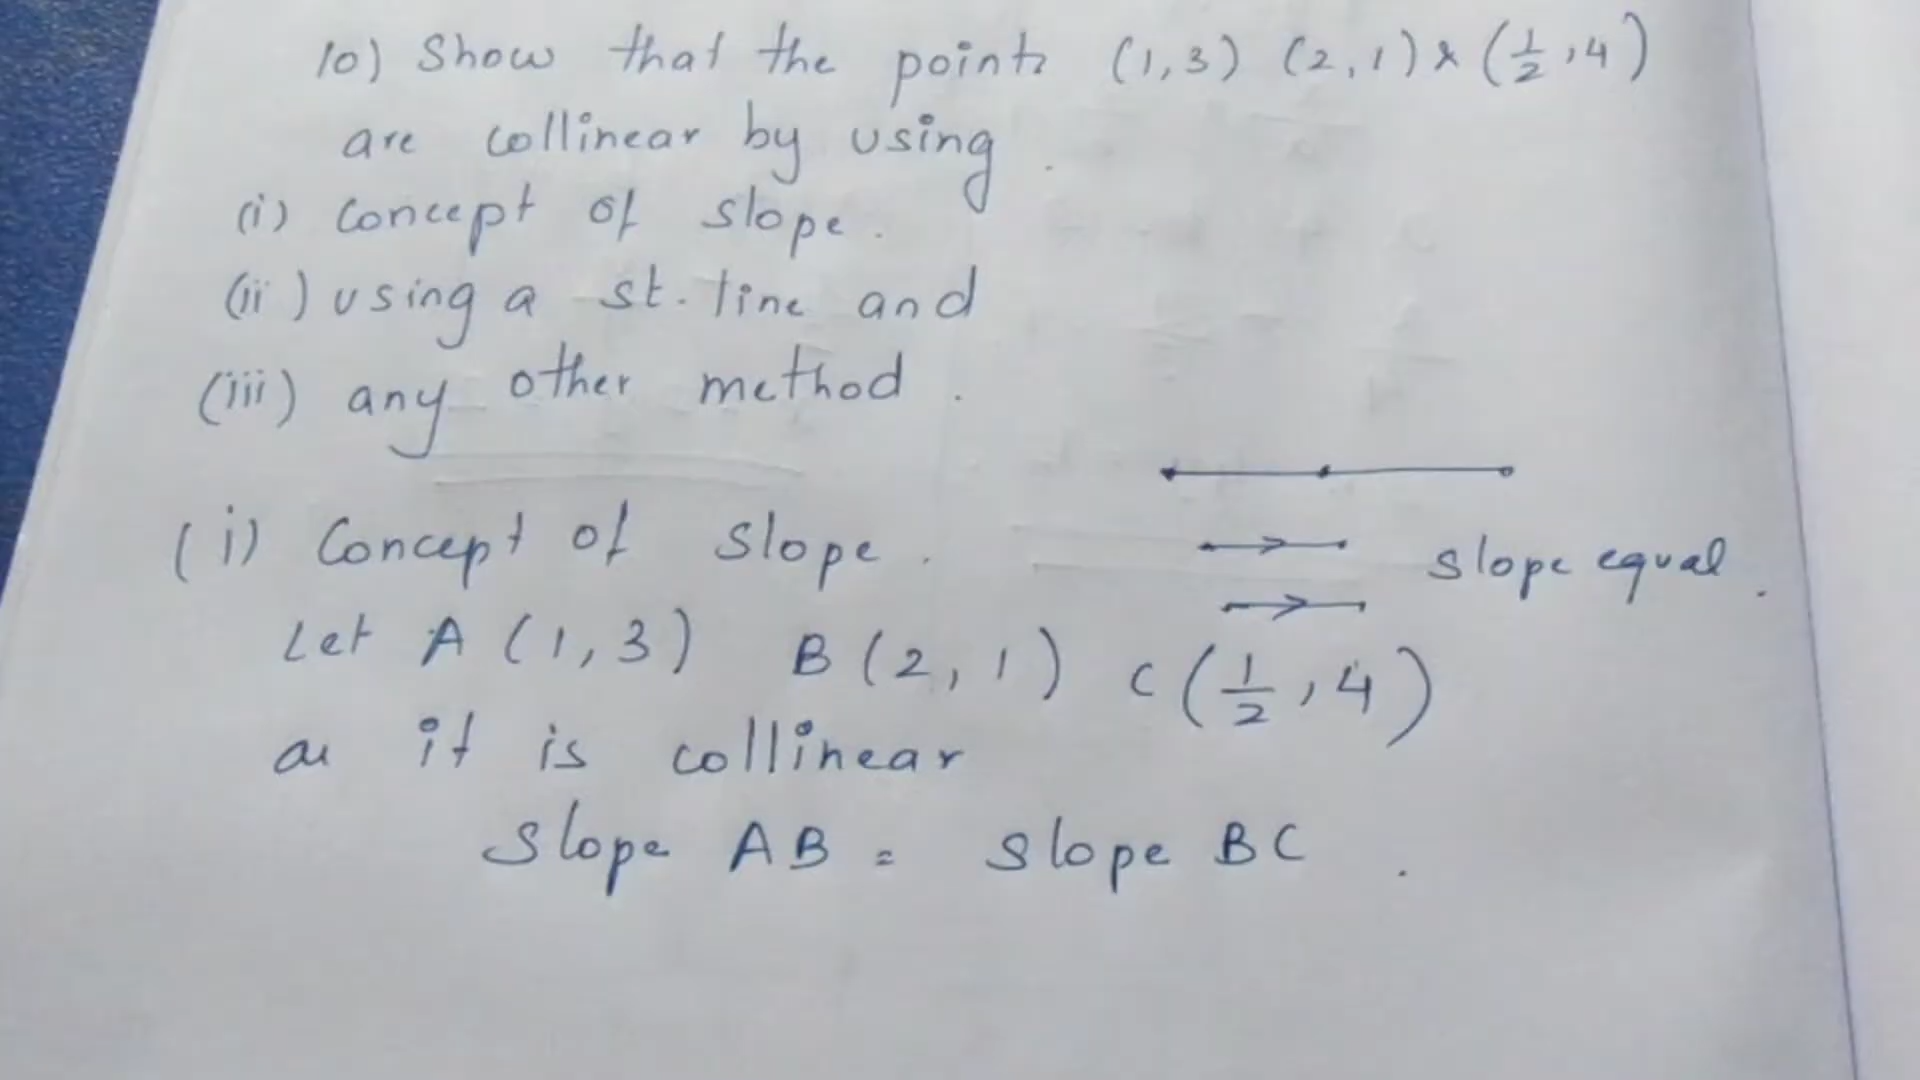 10) Show that the points (1,3) (2,1) & (1/2, 4)
are collinear by using
(i) Concept of slope.
(ii) using a st. line and
(iii) any other method.
(i) Concept of slope.
slope equal.
Let A (1,3) B(2,1) C(1/2, 4)
as it is collinear
Slope AB = slope BC.